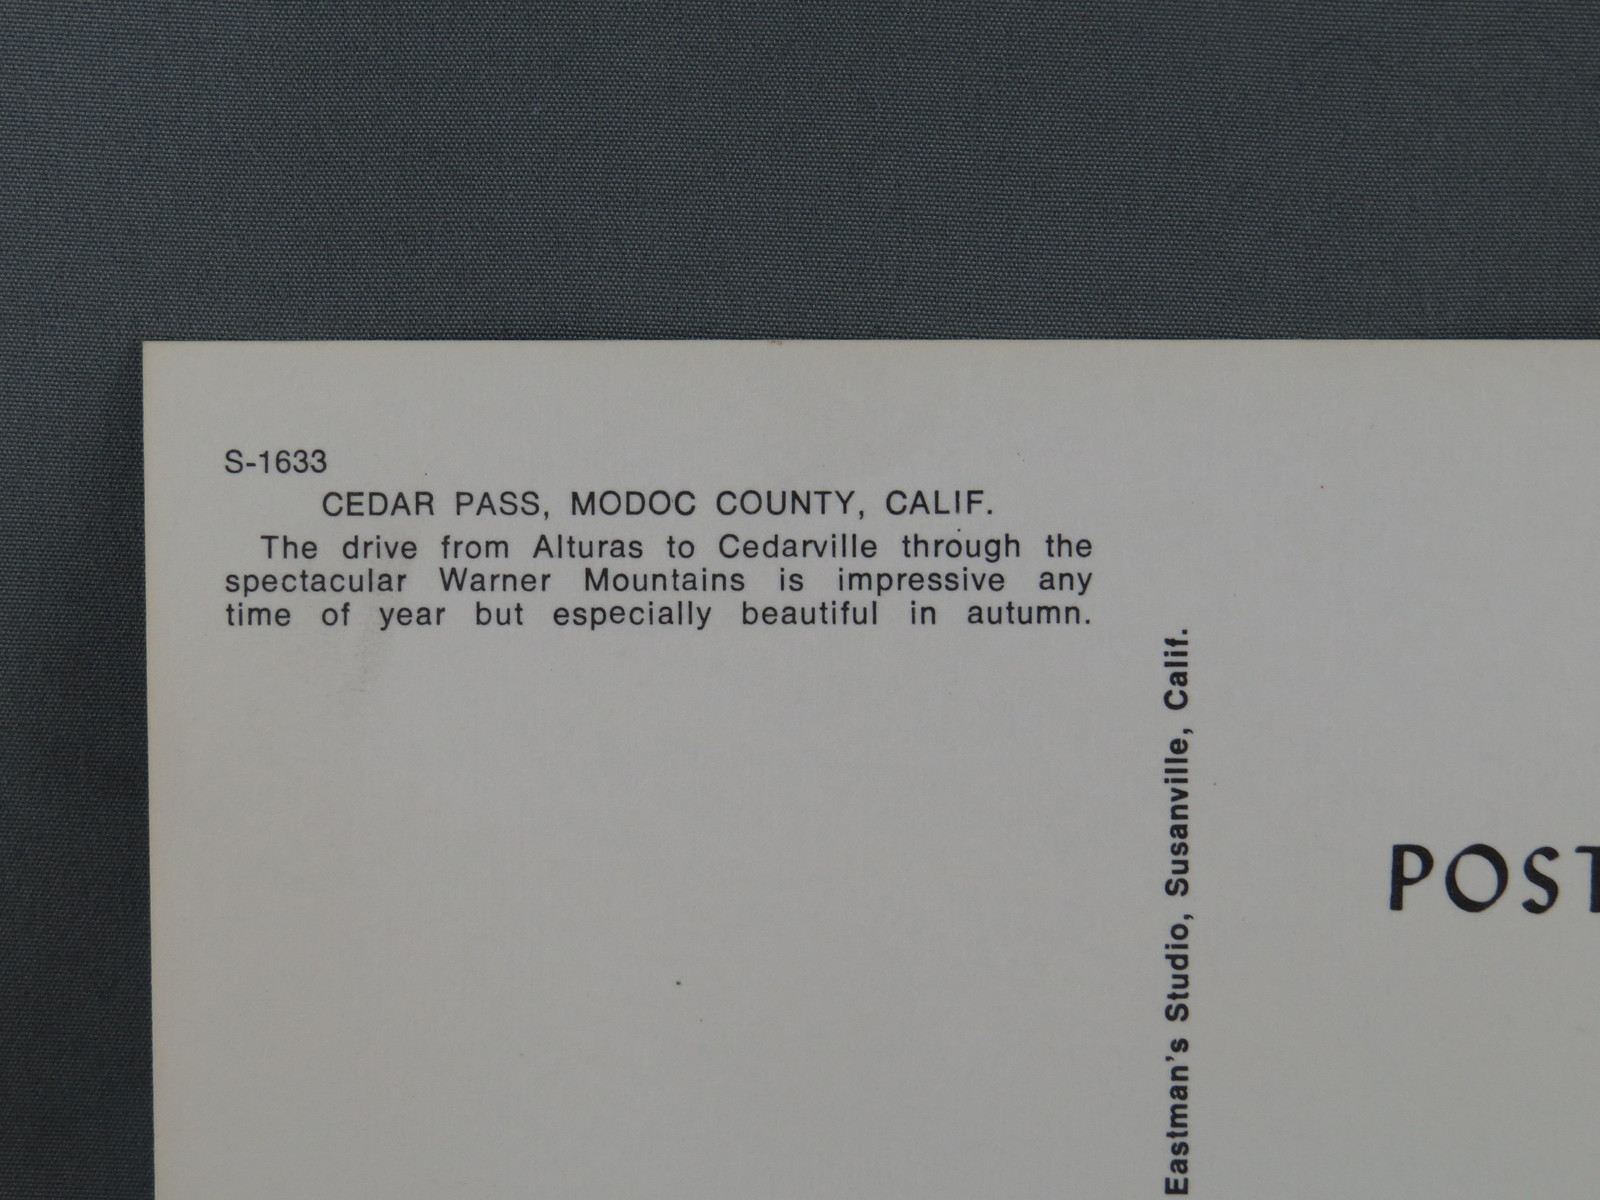 S-1633
CEDAR PASS, MODOC COUNTY, CALIF.
The drive from Alturas to Cedarville through the
spectacular Warner Mountains is impressive any
time of year but especially beautiful in autumn.
Eastman's Studio, Susanville, Calif.
POST